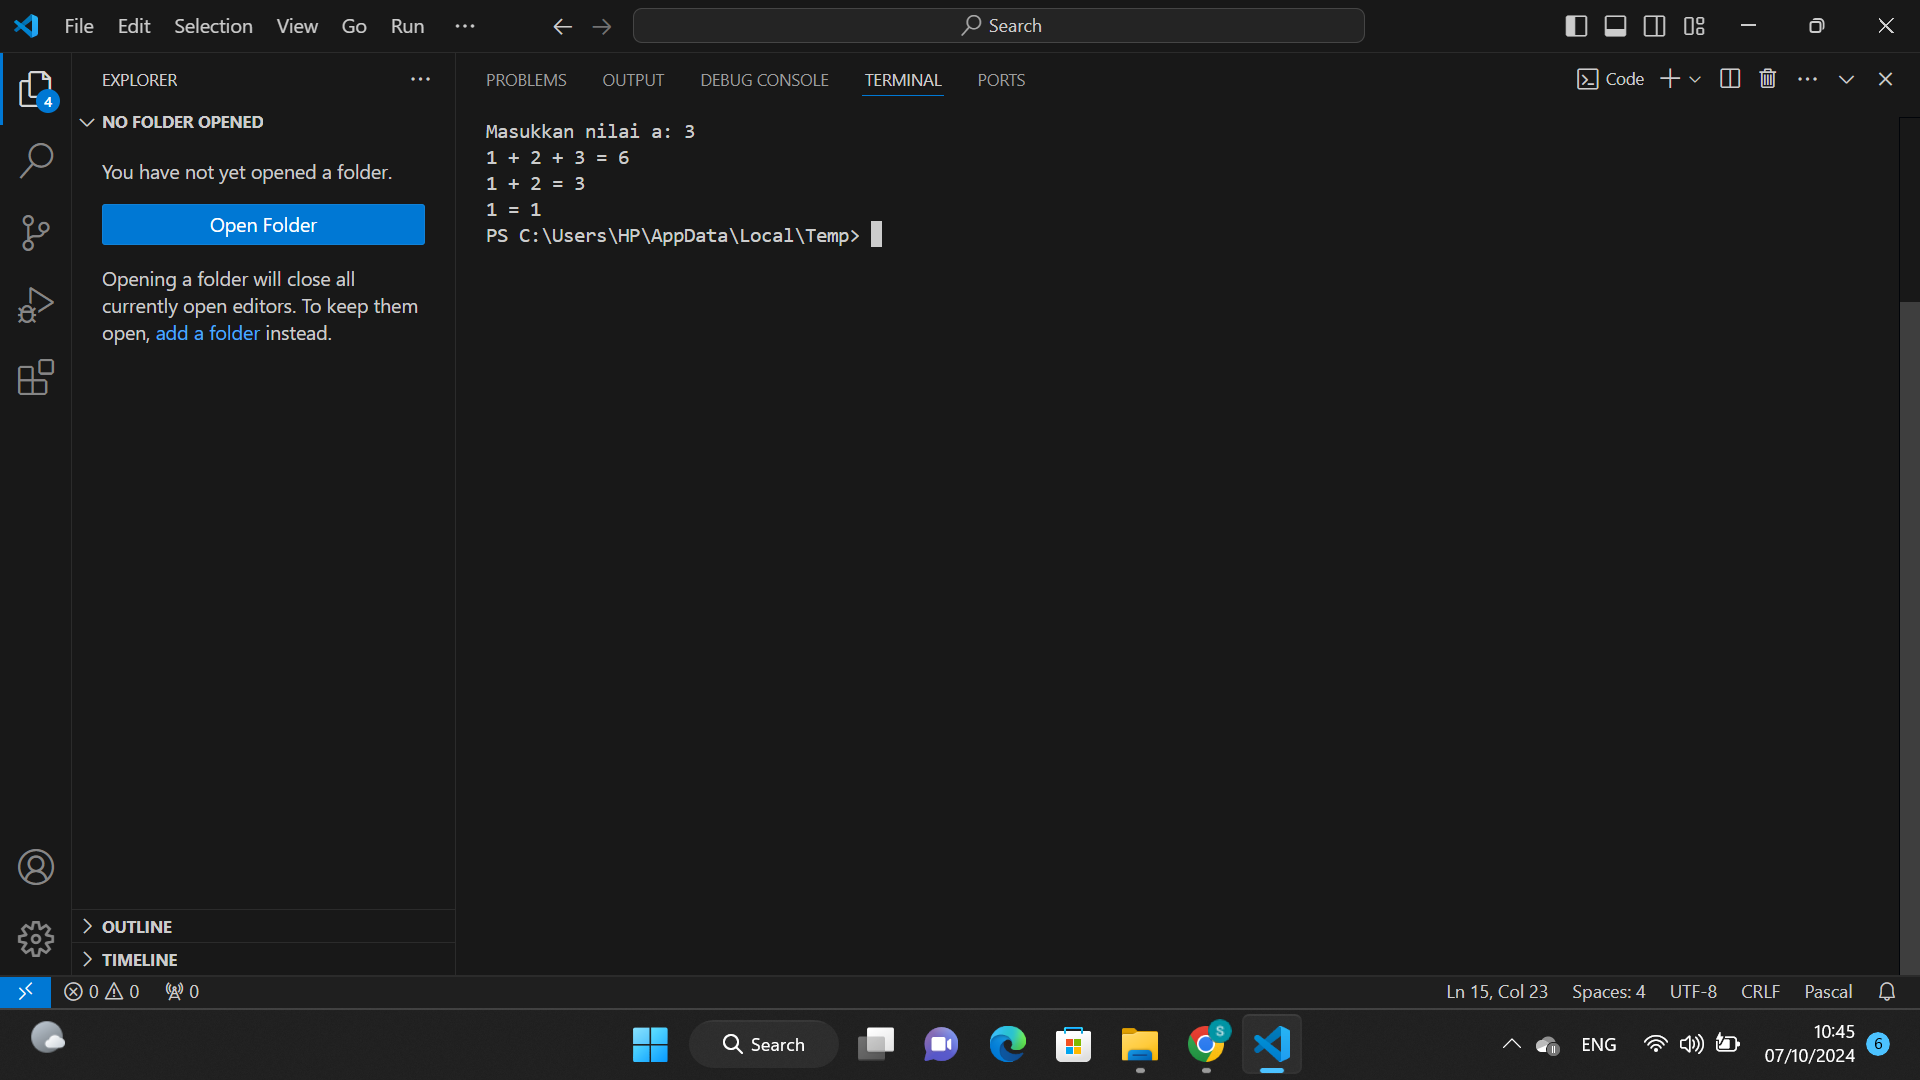 File Edit Selection View Go Run ··· Search
EXPLORER ···
4
NO FOLDER OPENED
You have not yet opened a folder.
Open Folder
Opening a folder will close all
currently open editors. To keep them
open, add a folder instead.
OUTLINE
TIMELINE
PROBLEMS OUTPUT DEBUG CONSOLE TERMINAL PORTS Code
Masukkan nilai a: 3
1 + 2 + 3 = 6
1 + 2 = 3
1 = 1
PS C:\Users\HP\AppData\Local\Temp>
0 0 0 Ln 15, Col 23 Spaces: 4 UTF-8 CRLF Pascal
Search S ENG 10:45
07/10/2024 6